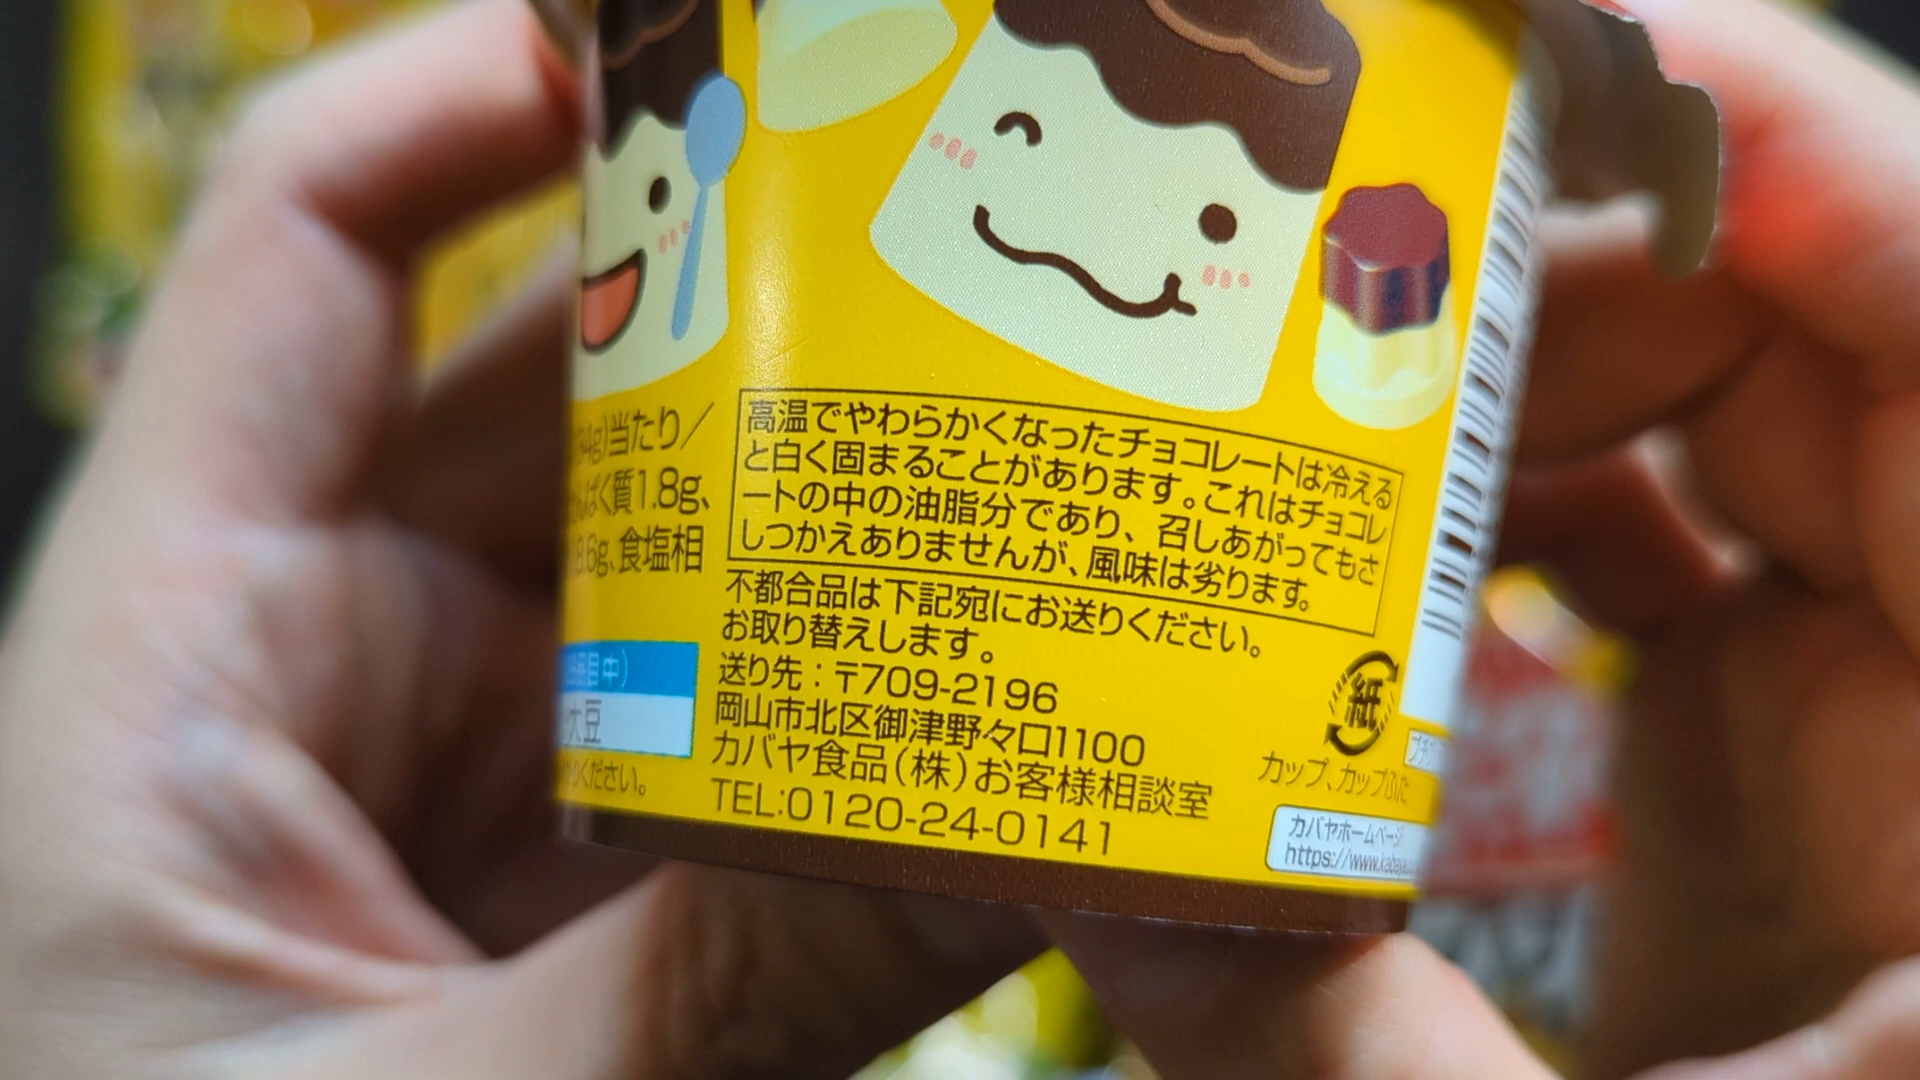 34g)当たり／
ぱく質1.8g、
8.6g、食塩相
大豆
ください。
高温でやわらかくなったチョコレートは冷える
と白く固まることがあります。これはチョコレ
ートの中の油脂分であり、召しあがってもさ
しつかえありませんが、風味は劣ります。
不都合品は下記宛にお送りください。
お取り替えします。
送り先：〒709-2196
岡山市北区御津野々口1100
カバヤ食品(株)お客様相談室
TEL:0120-24-0141
紙
カップ、カップふた
カバヤホームページ
https://www.kabaya